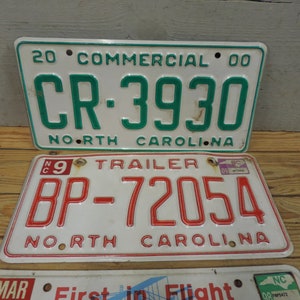 20 COMMERCIAL 00
CR·3930
NORTH CAROLINA
NC 9 TRAILER
BP-72054
NORTH CAROLINA
MAR First in Flight